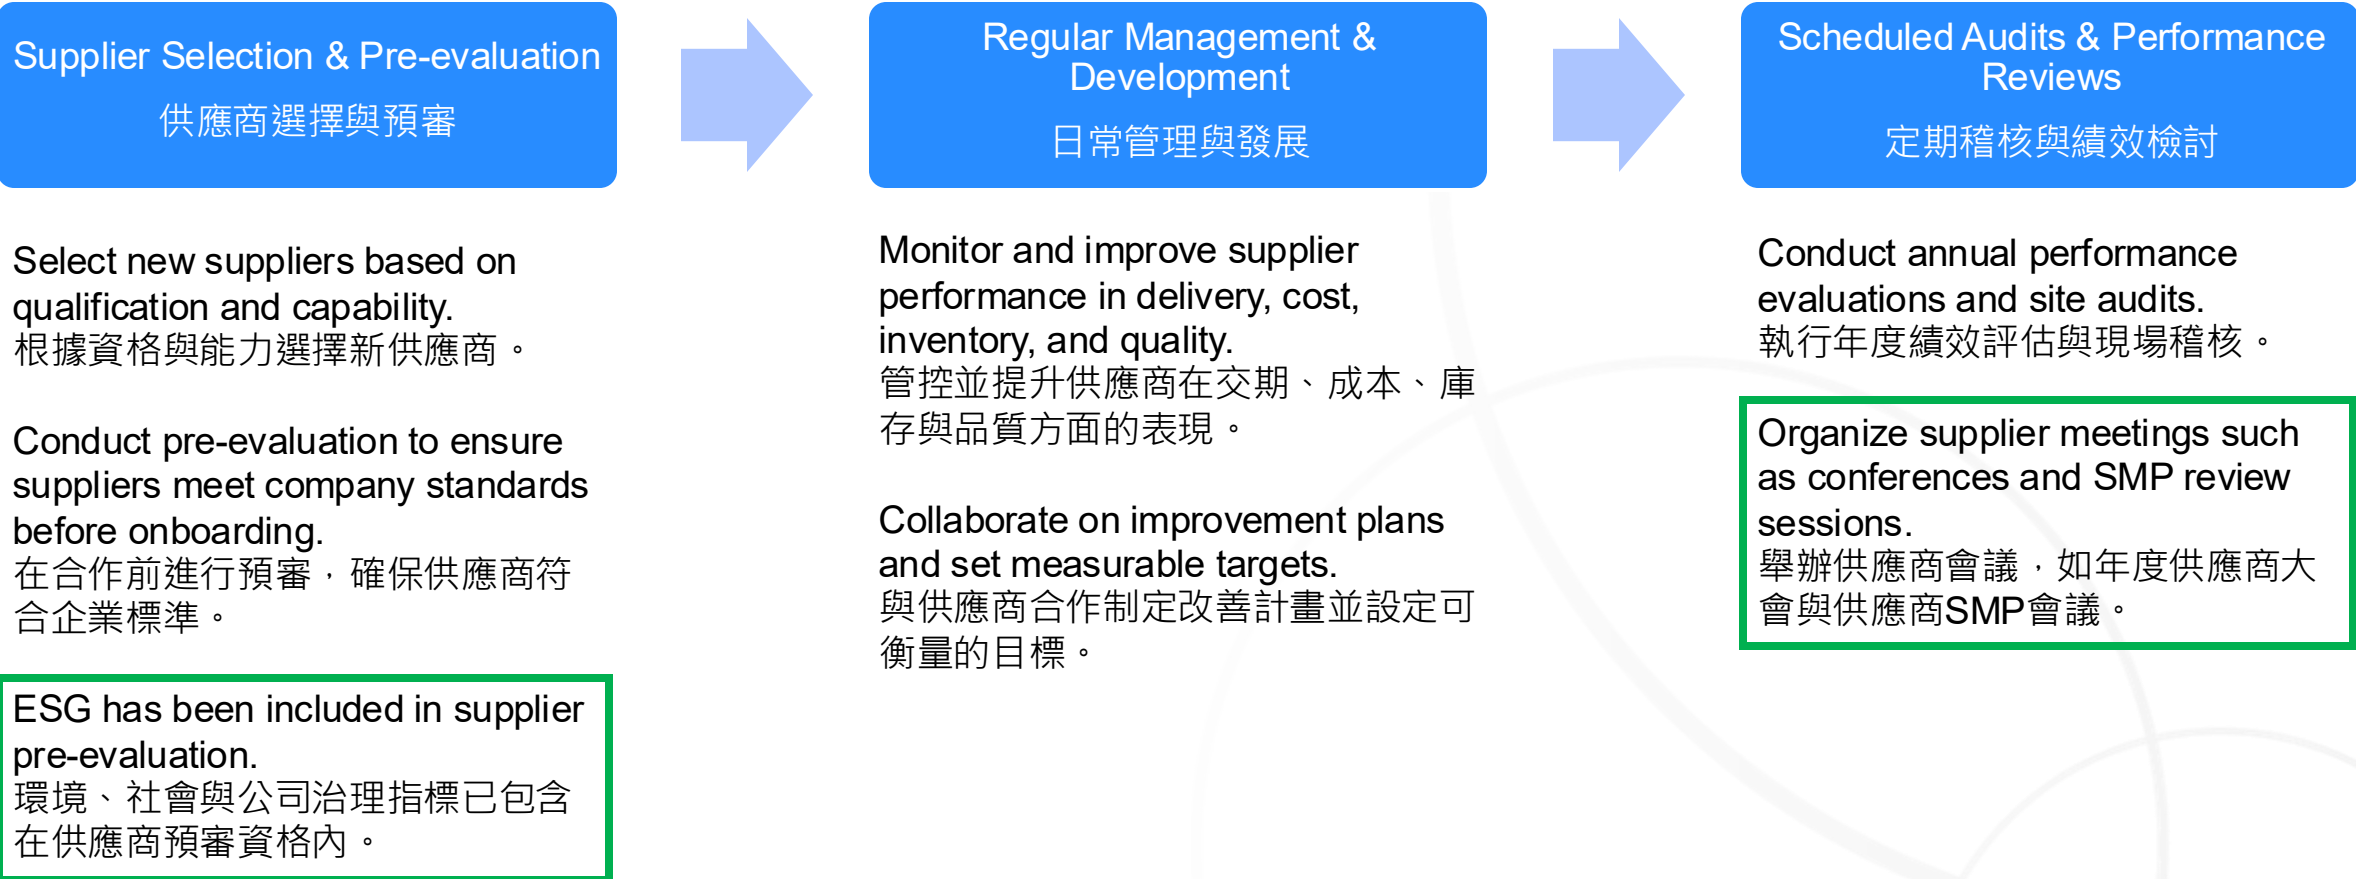 Supplier Selection & Pre-evaluation
供應商選擇與預審
Select new suppliers based on
qualification and capability.
根據資格與能力選擇新供應商。
Conduct pre-evaluation to ensure
suppliers meet company standards
before onboarding.
在合作前進行預審，確保供應商符
合企業標準。
ESG has been included in supplier
pre-evaluation.
環境、社會與公司治理指標已包含
在供應商預審資格內。
Regular Management &
Development
日常管理與發展
Monitor and improve supplier
performance in delivery, cost,
inventory, and quality.
管控並提升供應商在交期、成本、庫
存與品質方面的表現。
Collaborate on improvement plans
and set measurable targets.
與供應商合作制定改善計畫並設定可
衡量的目標。
Scheduled Audits & Performance
Reviews
定期稽核與績效檢討
Conduct annual performance
evaluations and site audits.
執行年度績效評估與現場稽核。
Organize supplier meetings such
as conferences and SMP review
sessions.
舉辦供應商會議，如年度供應商大
會與供應商SMP會議。